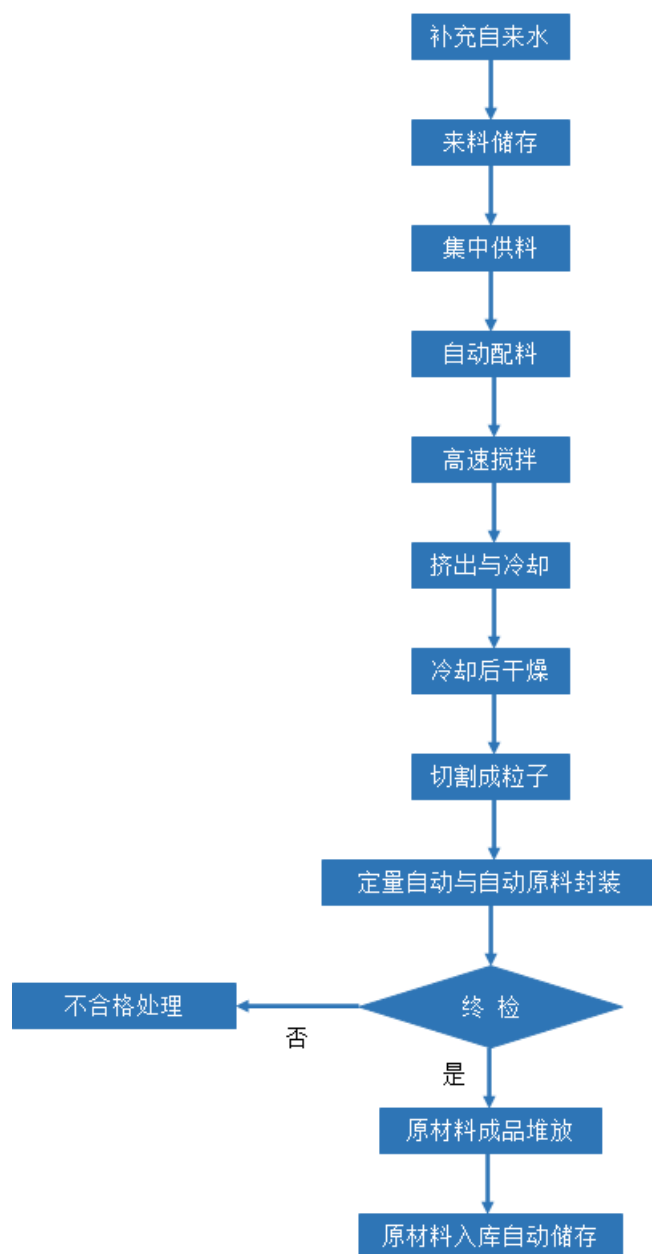 补充自来水
来料储存
集中供料
自动配料
高速搅拌
挤出与冷却
冷却后干燥
切割成粒子
定量自动与自动原料封装
终 检
不合格处理
否
是
原材料成品堆放
原材料入库自动储存